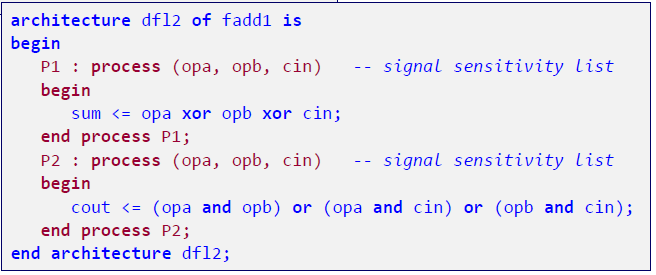 architecture dfl2 of fadd1 is
begin
P1 : process (opa, opb, cin) -- signal sensitivity list
begin
sum <= opa xor opb xor cin;
end process P1;
P2 : process (opa, opb, cin) -- signal sensitivity list
begin
cout <= (opa and opb) or (opa and cin) or (opb and cin);
end process P2;
end architecture dfl2;